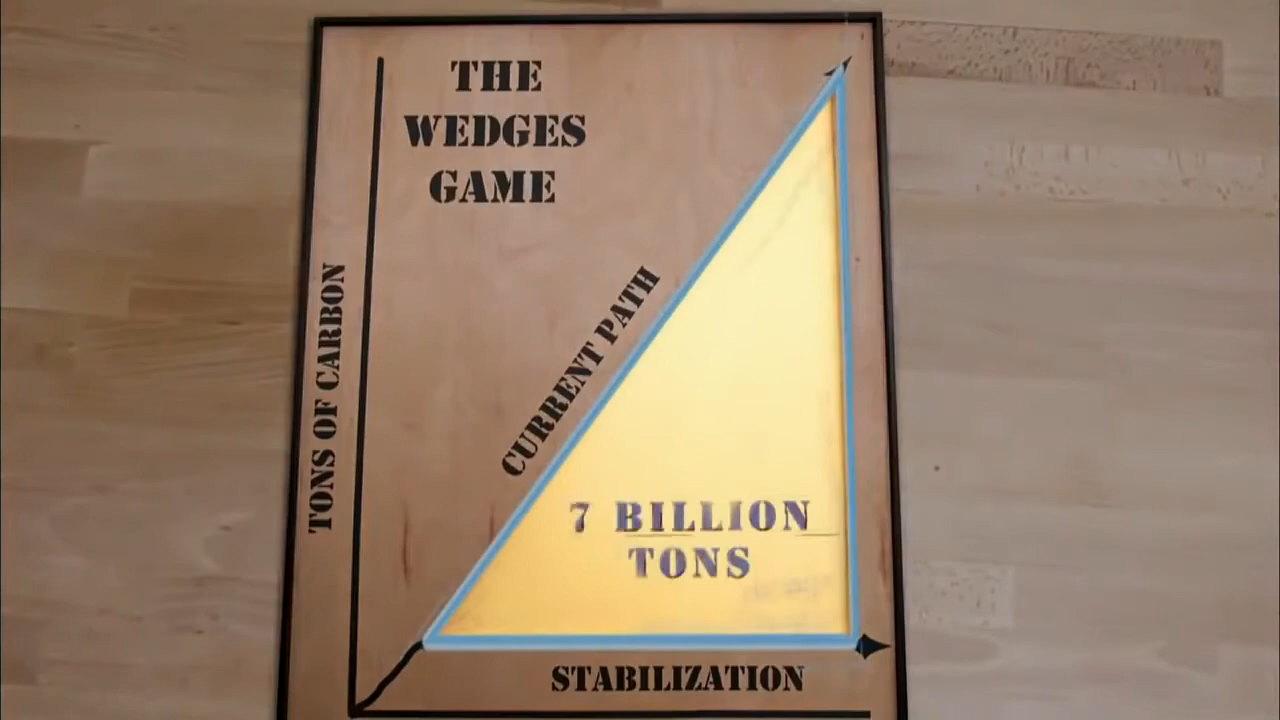 THE
WEDGES
GAME
TONS OF CARBON
CURRENT PATH
7 BILLION
TONS
STABILIZATION